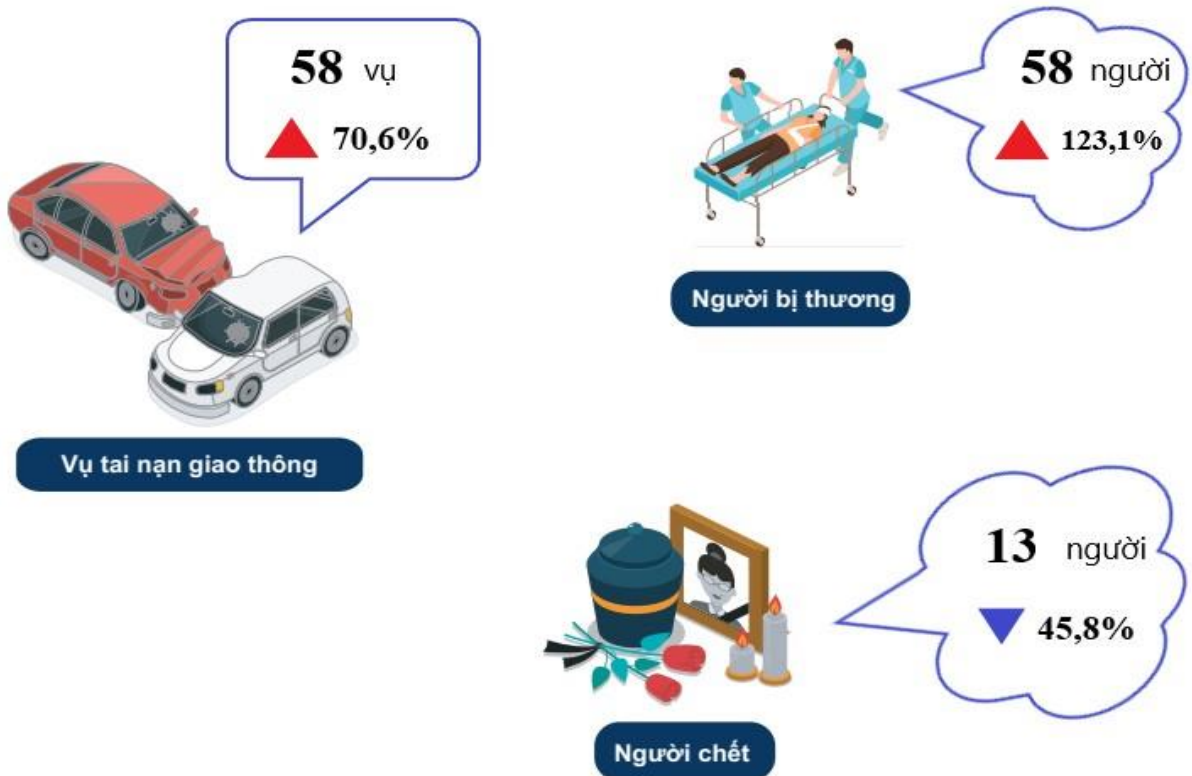 58 vụ
70,6%
Vụ tai nạn giao thông
58 người
123,1%
Người bị thương
13 người
45,8%
Người chết